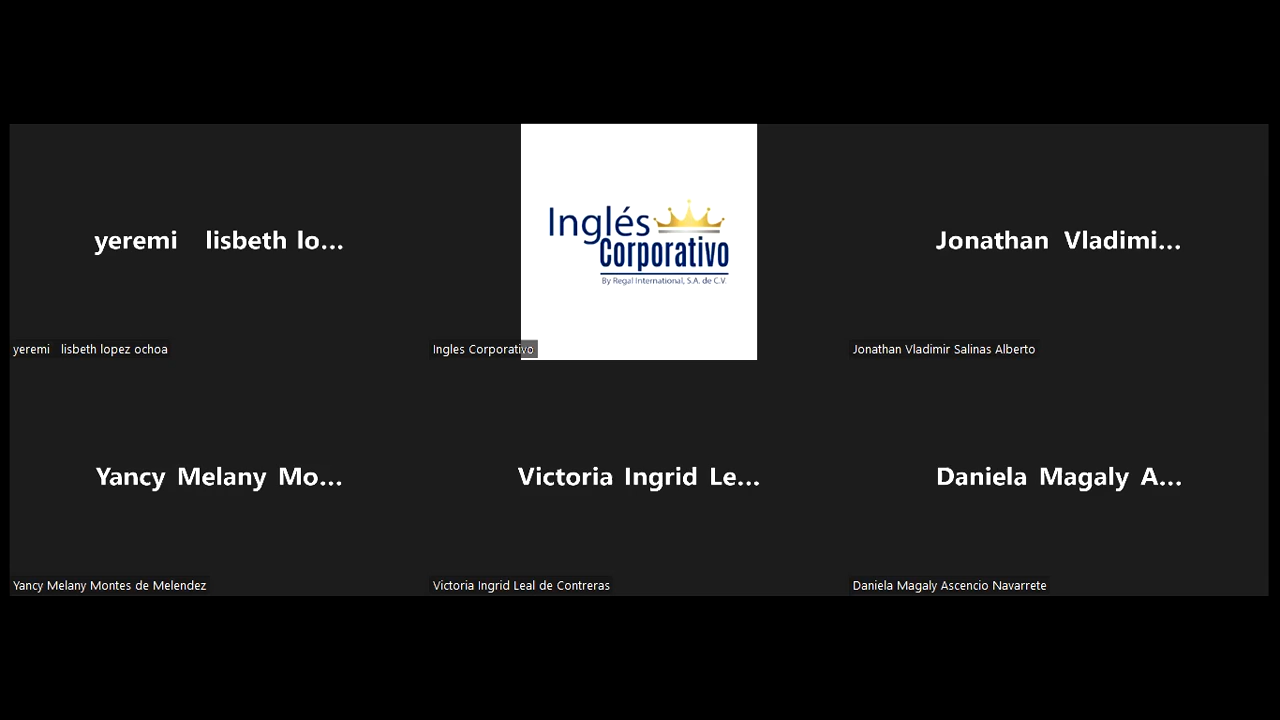 yeremi lisbeth lo...
Inglés
Corporativo
By Regal International, S.A. de C.V.
Jonathan Vladimi...
yeremi lisbeth lopez ochoa
Ingles Corporativo
Jonathan Vladimir Salinas Alberto
Yancy Melany Mo...
Victoria Ingrid Le...
Daniela Magaly A...
Yancy Melany Montes de Melendez
Victoria Ingrid Leal de Contreras
Daniela Magaly Ascencio Navarrete